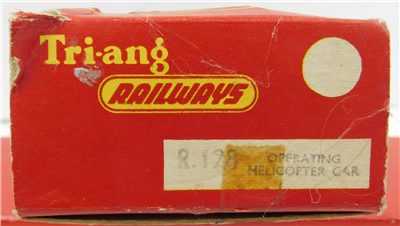 Tri-ang
RAILWAYS
R.128 OPERATING
HELICOPTER CAR